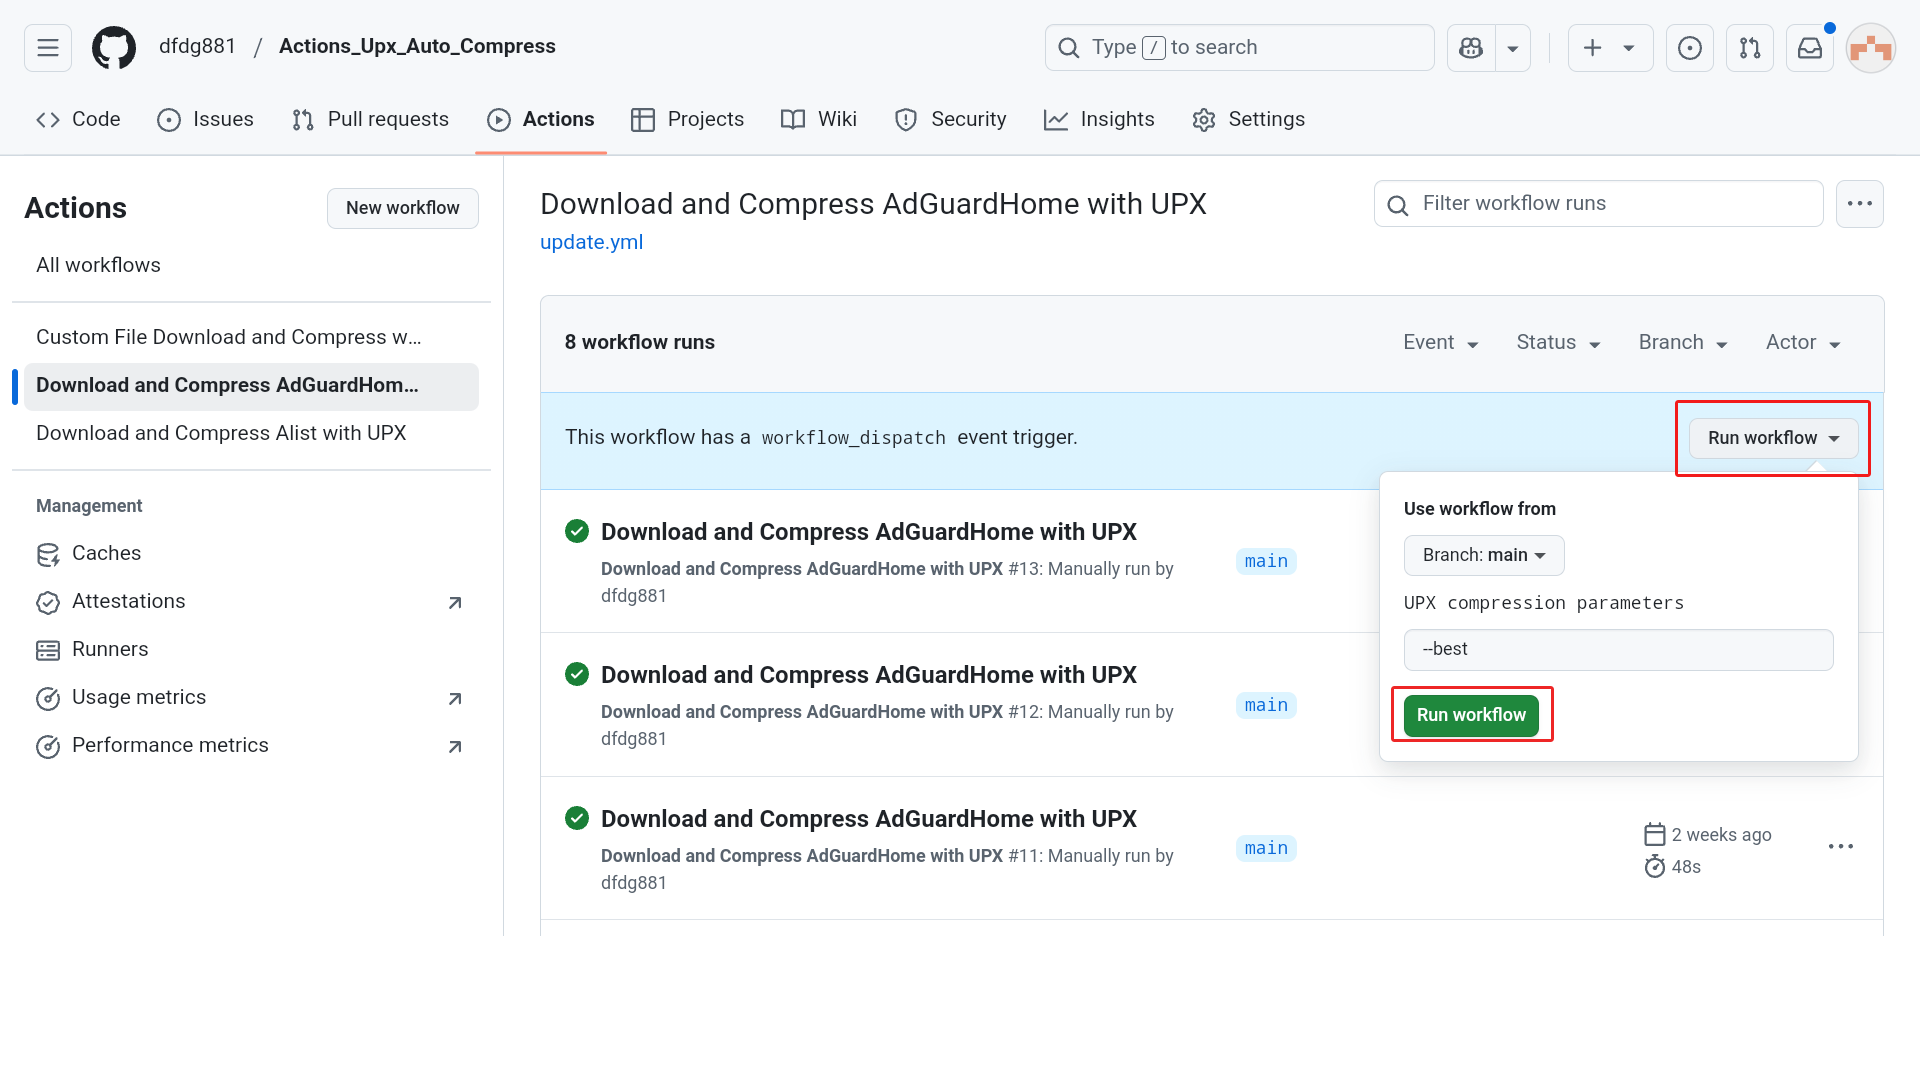 dfdg881 / Actions_Upx_Auto_Compress
Type / to search
Code Issues Pull requests Actions Projects Wiki Security Insights Settings
Actions
New workflow
All workflows
Custom File Download and Compress w...
Download and Compress AdGuardHom...
Download and Compress Alist with UPX
Management
Caches
Attestations
Runners
Usage metrics
Performance metrics
Download and Compress AdGuardHome with UPX
update.yml
Filter workflow runs
8 workflow runs
Event Status Branch Actor
This workflow has a workflow_dispatch event trigger.
Run workflow
Use workflow from
Branch: main
UPX compression parameters
--best
Run workflow
Download and Compress AdGuardHome with UPX
Download and Compress AdGuardHome with UPX #13: Manually run by
dfdg881
main
Download and Compress AdGuardHome with UPX
Download and Compress AdGuardHome with UPX #12: Manually run by
dfdg881
main
Download and Compress AdGuardHome with UPX
Download and Compress AdGuardHome with UPX #11: Manually run by
dfdg881
main
2 weeks ago
48s